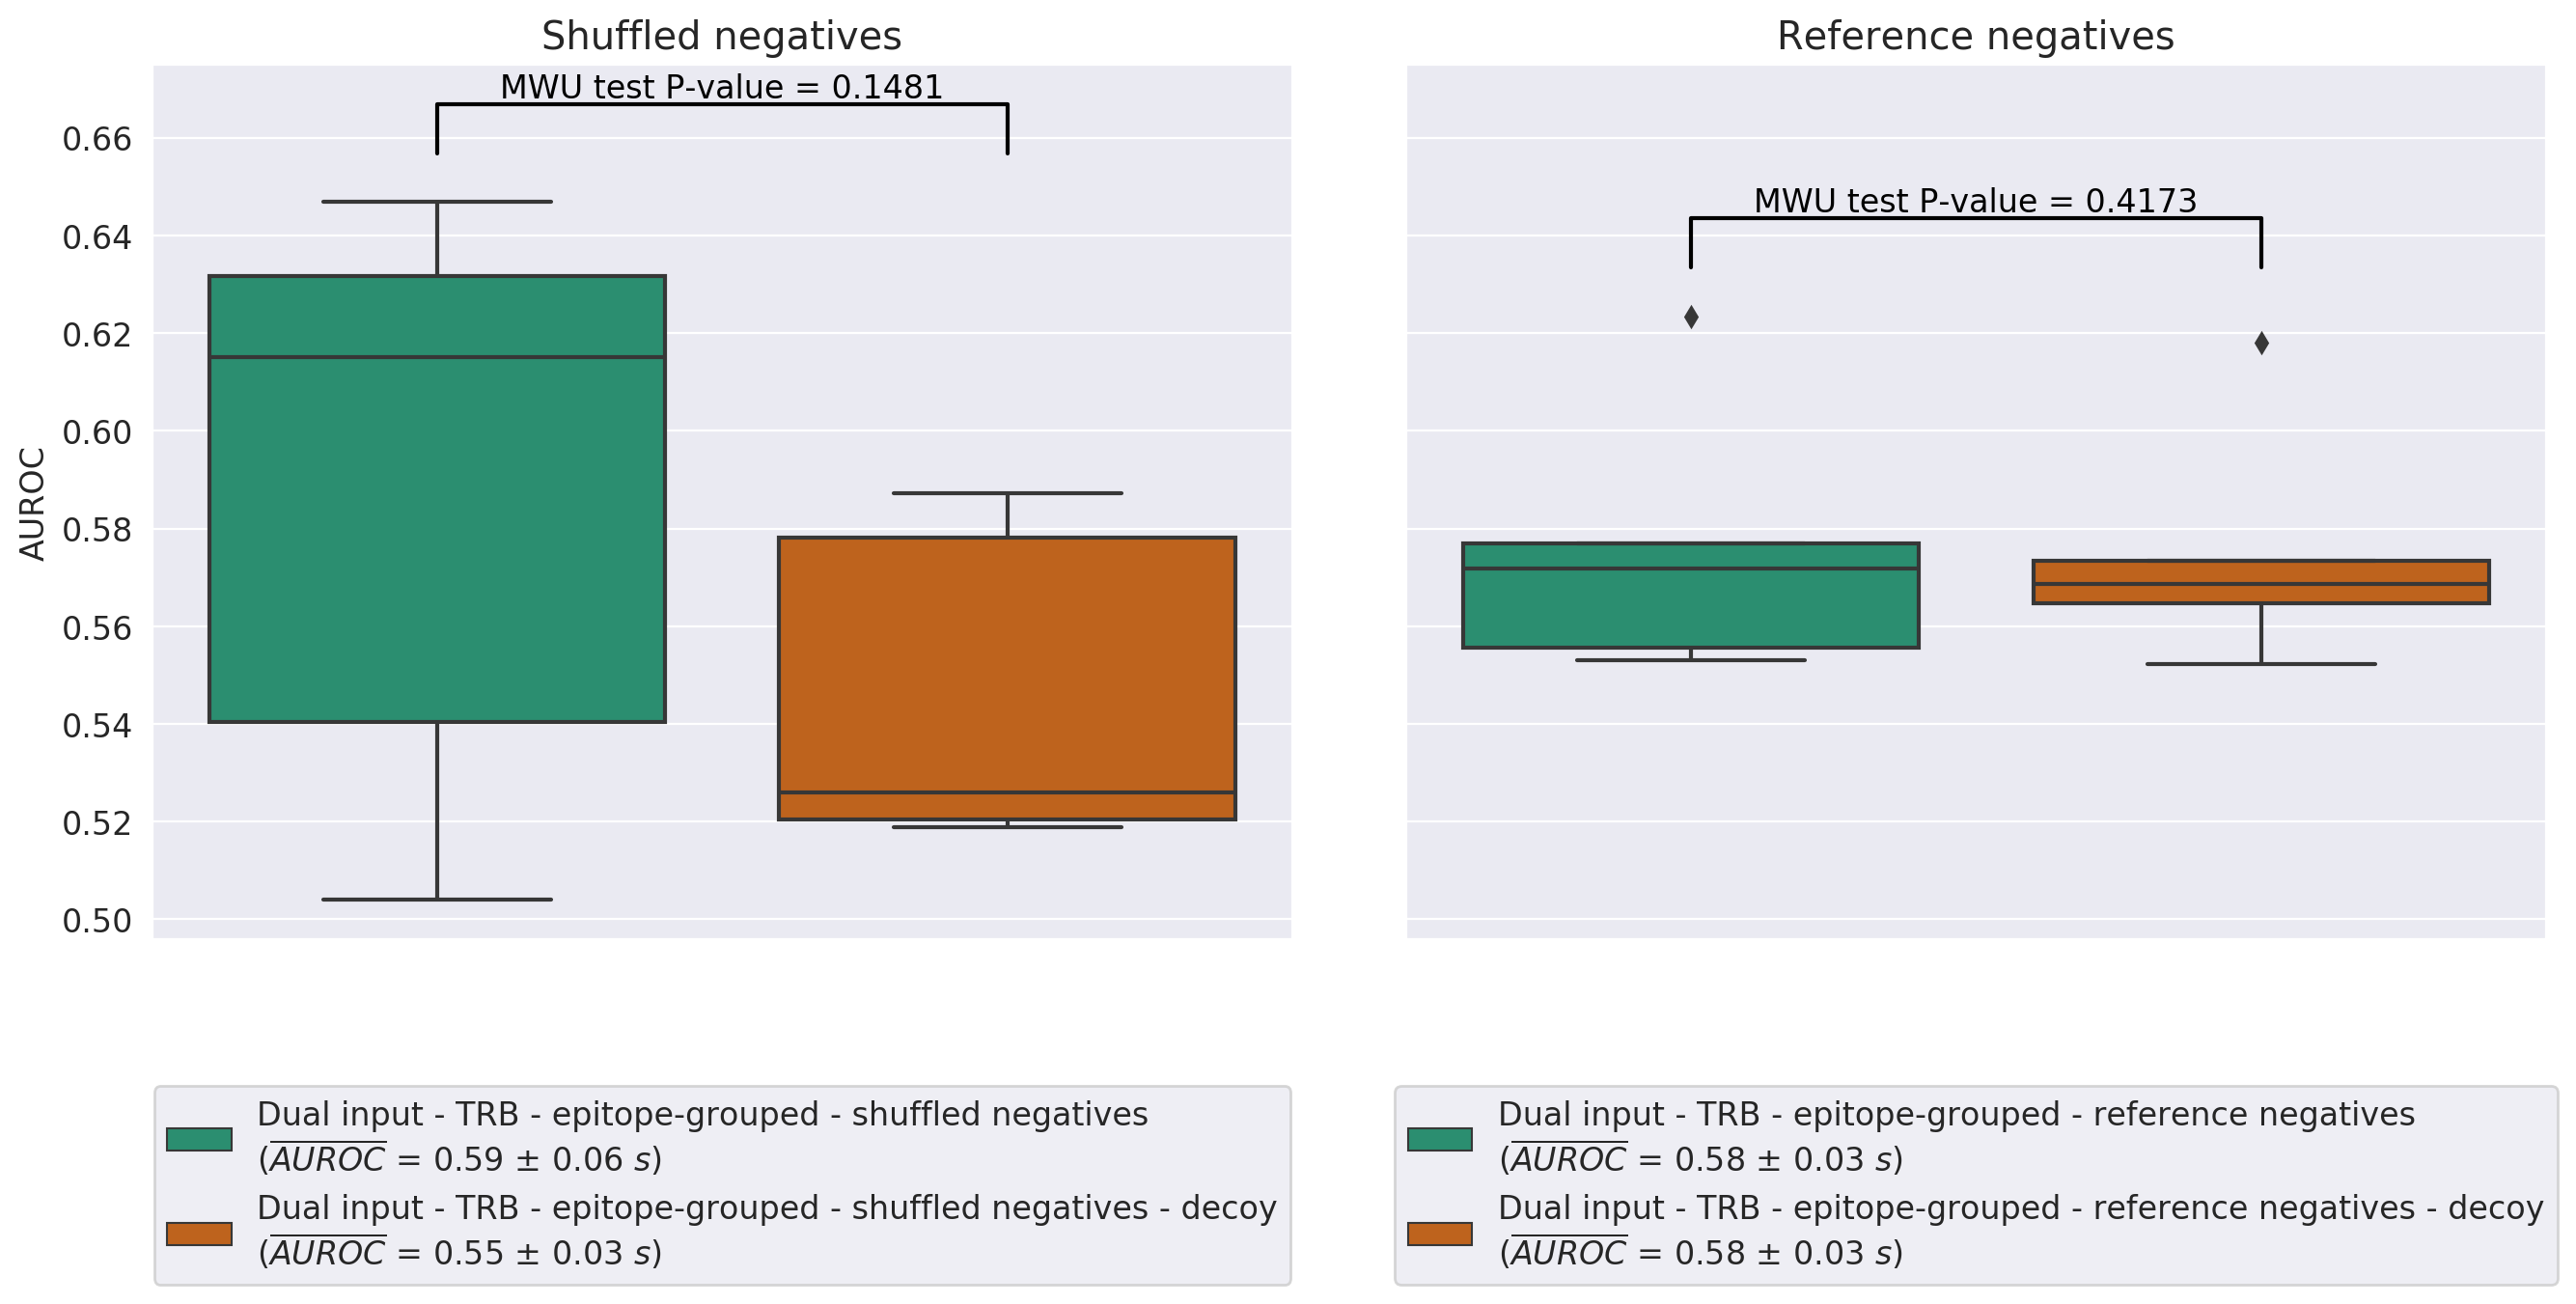 Shuffled negatives
MWU test P-value = 0.1481
AUROC
0.66
0.64
0.62
0.60
0.58
0.56
0.54
0.52
0.50
Dual input - TRB - epitope-grouped - shuffled negatives
(A̅U̅R̅O̅C̅ = 0.59 ± 0.06 s)
Dual input - TRB - epitope-grouped - shuffled negatives - decoy
(A̅U̅R̅O̅C̅ = 0.55 ± 0.03 s)
Reference negatives
MWU test P-value = 0.4173
Dual input - TRB - epitope-grouped - reference negatives
(A̅U̅R̅O̅C̅ = 0.58 ± 0.03 s)
Dual input - TRB - epitope-grouped - reference negatives - decoy
(A̅U̅R̅O̅C̅ = 0.58 ± 0.03 s)